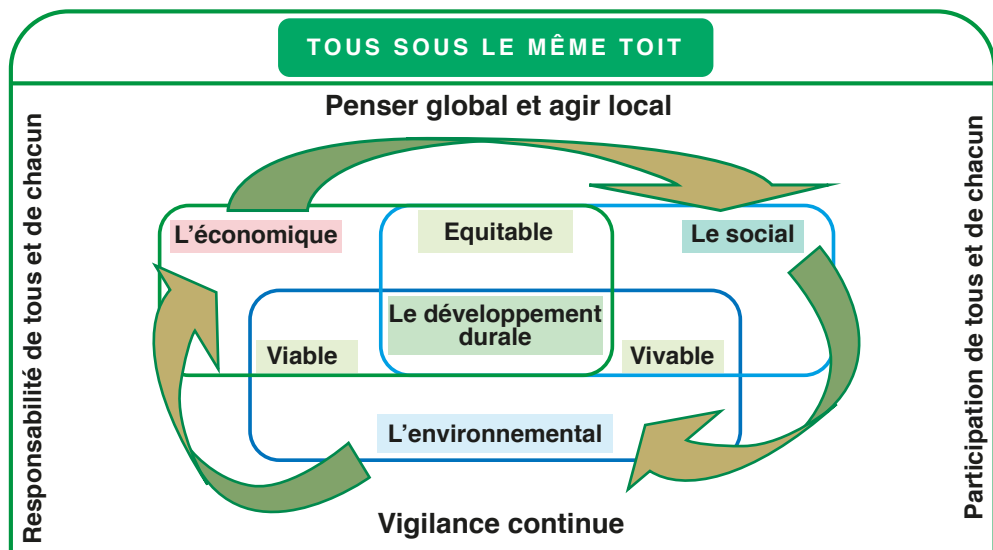 TOUS SOUS LE MÊME TOIT
Penser global et agir local
Responsabilité de tous et de chacun
Participation de tous et de chacun
L'économique
Equitable
Le social
Le développement
durale
Viable
Vivable
L'environnemental
Vigilance continue